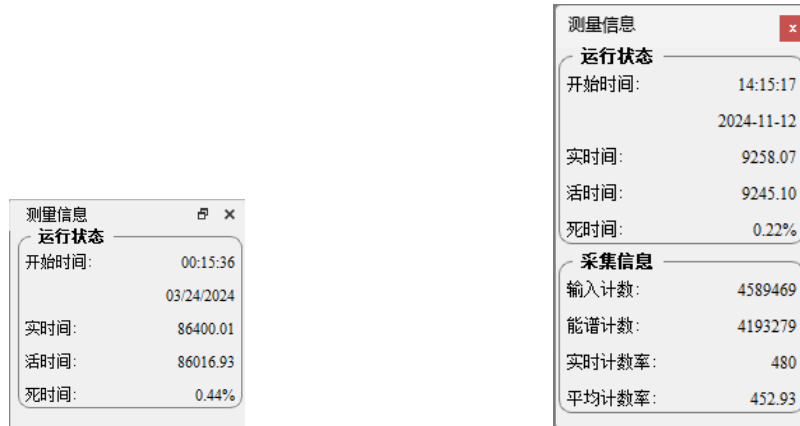 测量信息
运行状态
开始时间: 00:15:36
03/24/2024
实时间: 86400.01
活时间: 86016.93
死时间: 0.44%
测量信息
运行状态
开始时间: 14:15:17
2024-11-12
实时间: 9258.07
活时间: 9245.10
死时间: 0.22%
采集信息
输入计数: 4589469
能谱计数: 4193279
实时计数率: 480
平均计数率: 452.93